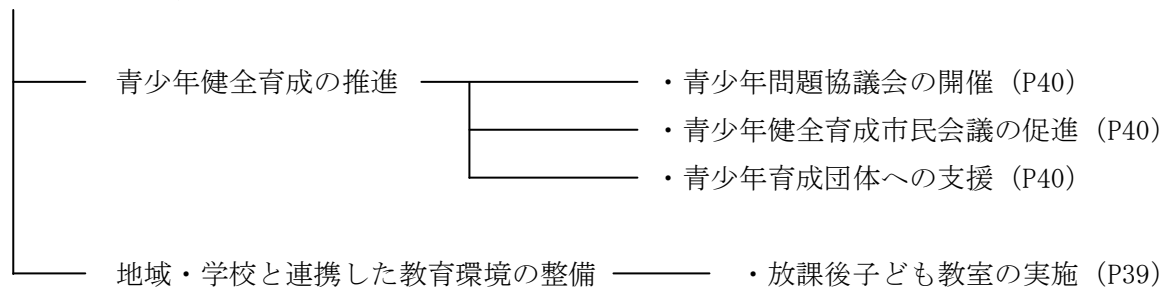 青少年健全育成の推進 ・青少年問題協議会の開催（P40）
・青少年健全育成市民会議の促進（P40）
・青少年育成団体への支援（P40）
地域・学校と連携した教育環境の整備 ・放課後子ども教室の実施（P39）